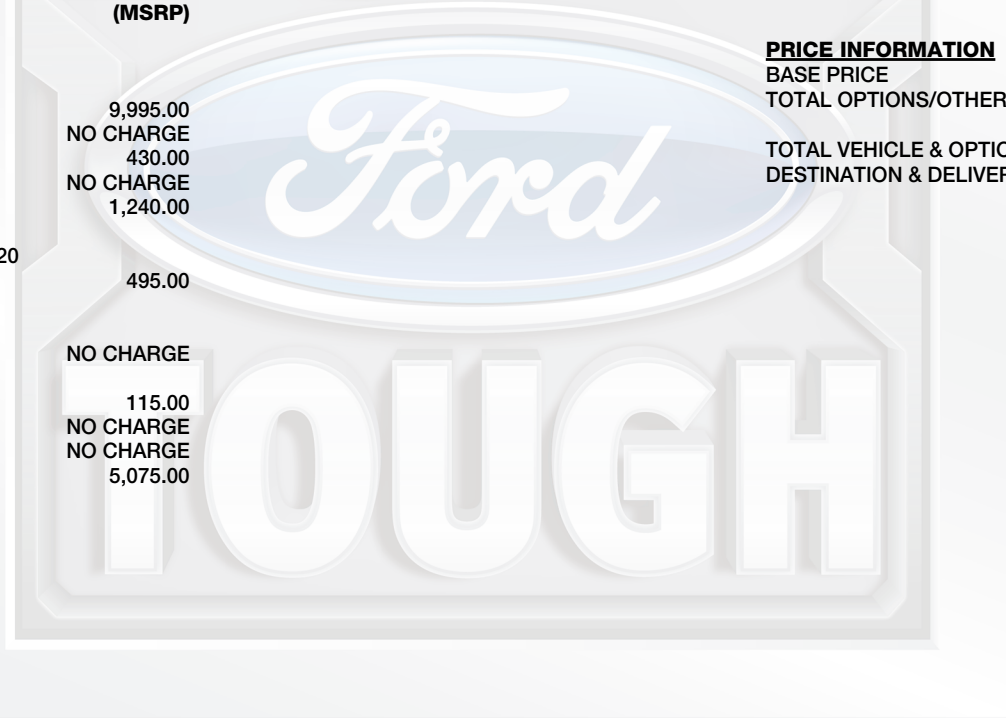 (MSRP)
9,995.00
NO CHARGE
430.00
NO CHARGE
1,240.00
20
495.00
NO CHARGE
115.00
NO CHARGE
NO CHARGE
5,075.00
PRICE INFORMATION
BASE PRICE
TOTAL OPTIONS/OTHER
TOTAL VEHICLE & OPTIO
DESTINATION & DELIVER
Ford
TOUGH